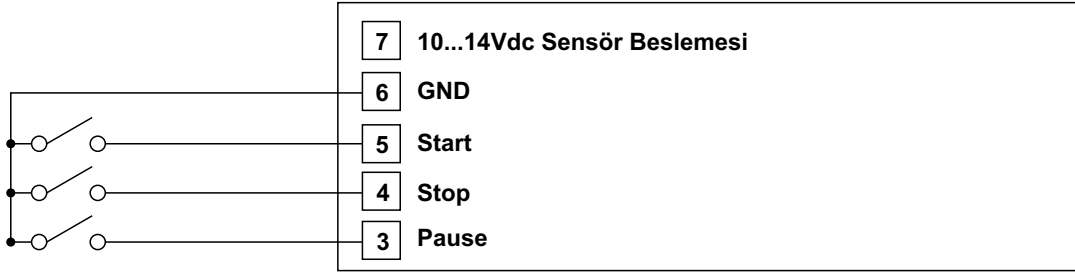 7 10...14Vdc Sensör Beslemesi
6 GND
5 Start
4 Stop
3 Pause